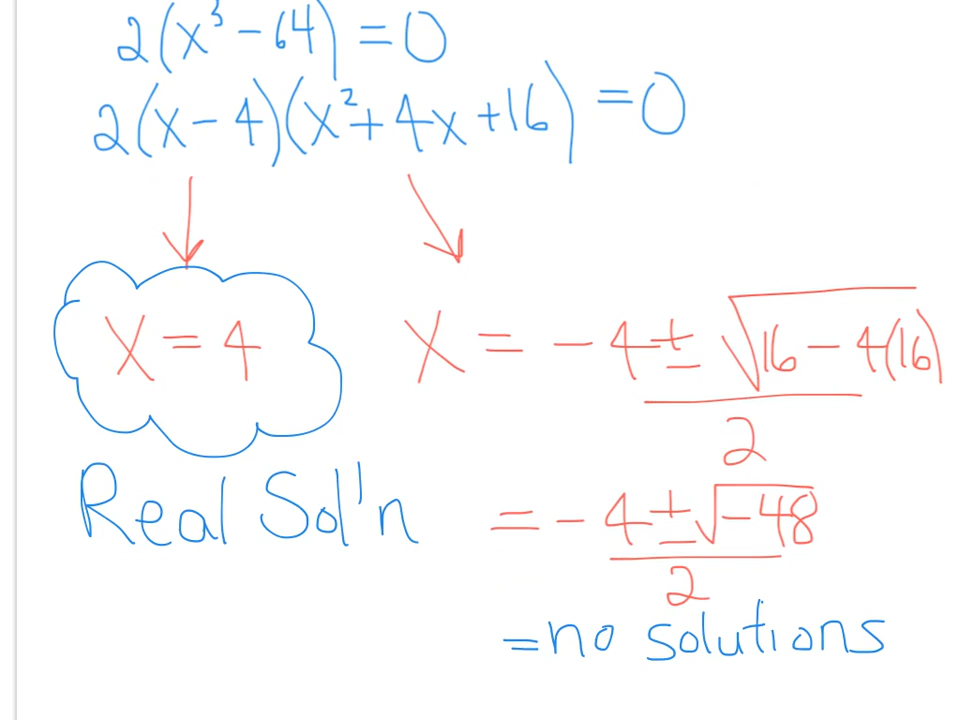 2(x³ - 64) = 0
2(x - 4)(x² + 4x + 16) = 0
X = 4
X = -4 ± √16 - 4(16)
2
Real Sol'n
= -4 ± √-48
2
= no solutions